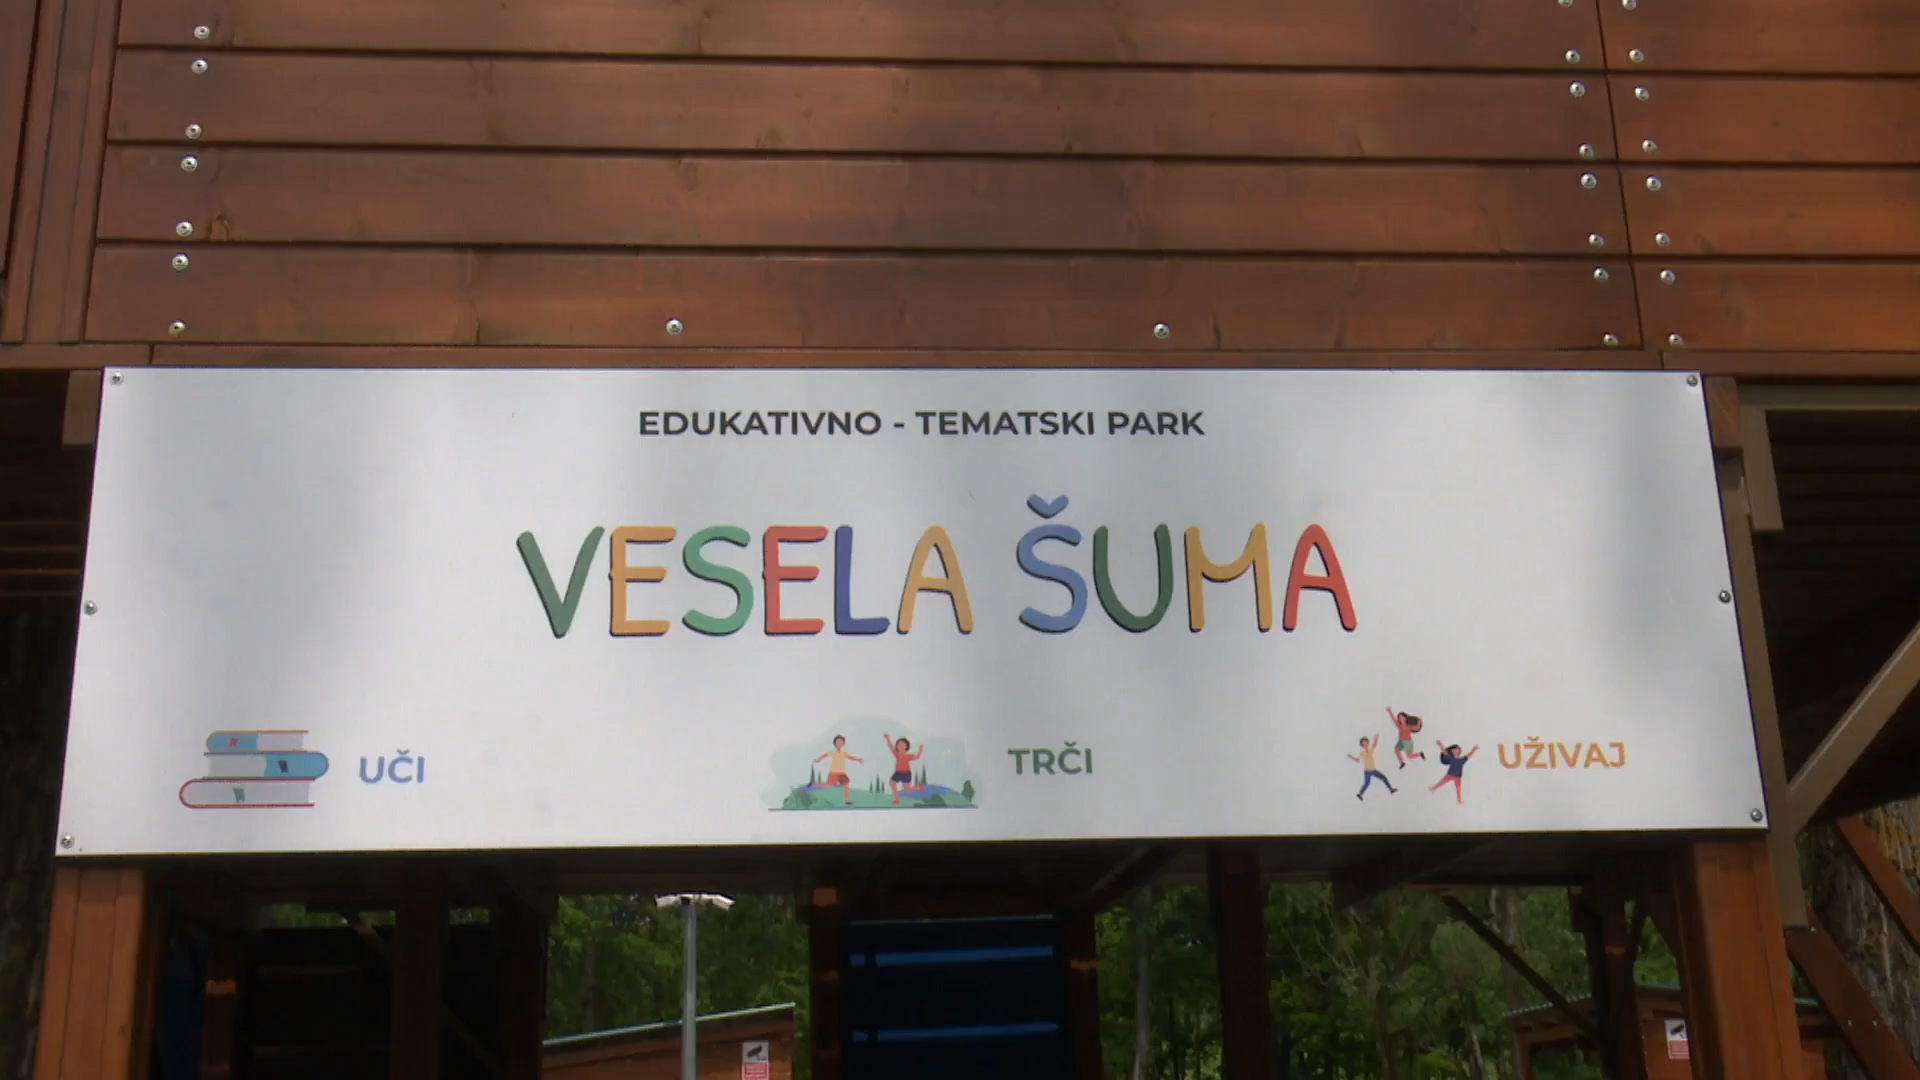 EDUKATIVNO - TEMATSKI PARK
VESELA ŠUMA
UČI
TRČI
UŽIVAJ